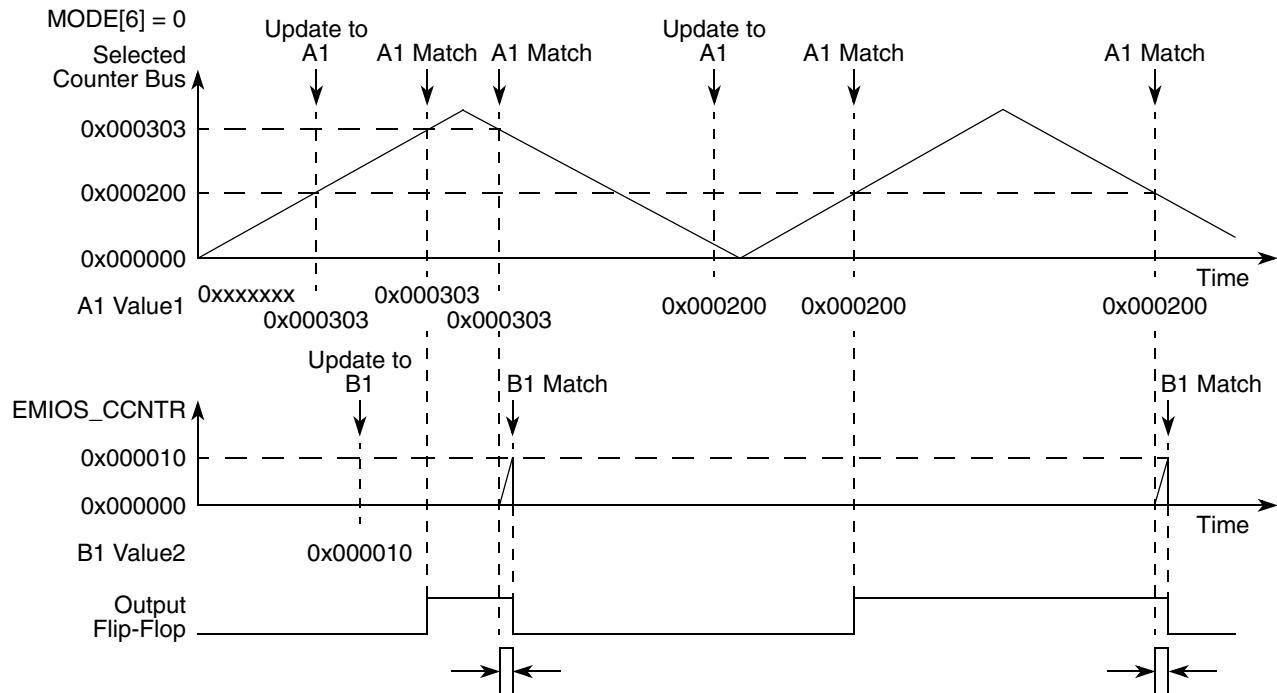 MODE[6] = 0
Update to
A1
A1 Match
A1 Match
Update to
A1
A1 Match
A1 Match
Selected
Counter Bus
0x000303
0x000200
0x000000
Time
A1 Value1
0xxxxxxx
0x000303
0x000303
0x000303
0x000200
0x000200
0x000200
Update to
B1
B1 Match
B1 Match
EMIOS_CCNTR
0x000010
0x000000
Time
B1 Value2
0x000010
Output
Flip-Flop